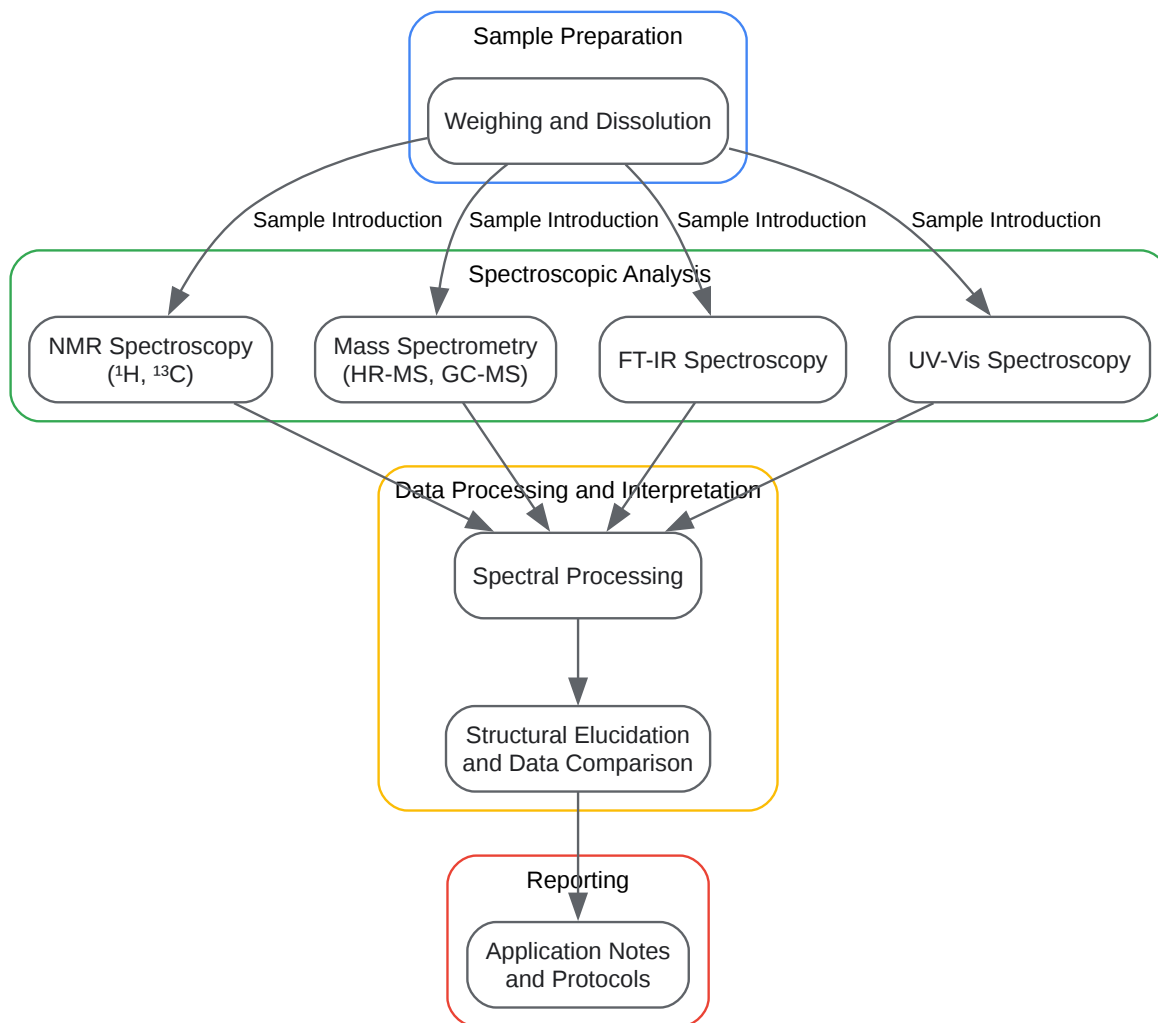 Sample Preparation
Weighing and Dissolution
Sample Introduction
Sample Introduction
Sample Introduction
Sample Introduction
Spectroscopic Analysis
NMR Spectroscopy
(¹H, ¹³C)
Mass Spectrometry
(HR-MS, GC-MS)
FT-IR Spectroscopy
UV-Vis Spectroscopy
Data Processing and Interpretation
Spectral Processing
Structural Elucidation
and Data Comparison
Reporting
Application Notes
and Protocols